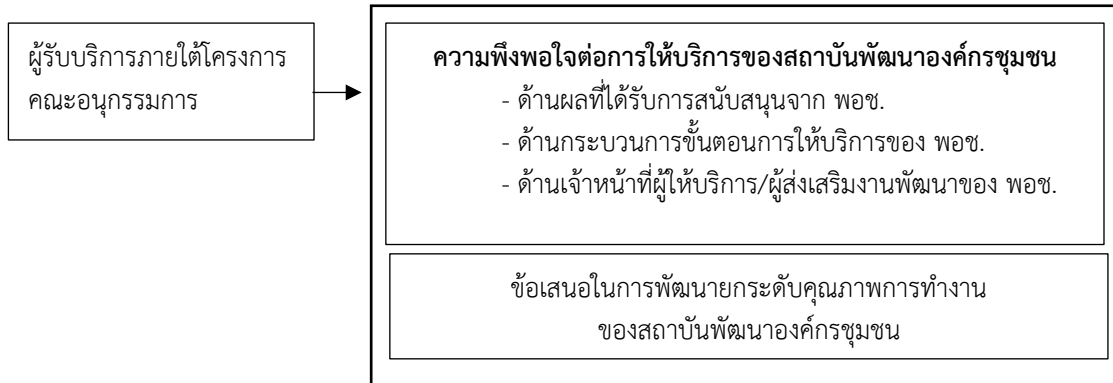 ผู้รับบริการภายใต้โครงการ
คณะอนุกรรมการ
ความพึงพอใจต่อการให้บริการของสถาบันพัฒนาองค์กรชุมชน
- ด้านผลที่ได้รับการสนับสนุนจาก พอช.
- ด้านกระบวนการขั้นตอนการให้บริการของ พอช.
- ด้านเจ้าหน้าที่ผู้ให้บริการ/ผู้ส่งเสริมงานพัฒนาของ พอช.
ข้อเสนอในการพัฒนายกระดับคุณภาพการทำงาน
ของสถาบันพัฒนาองค์กรชุมชน